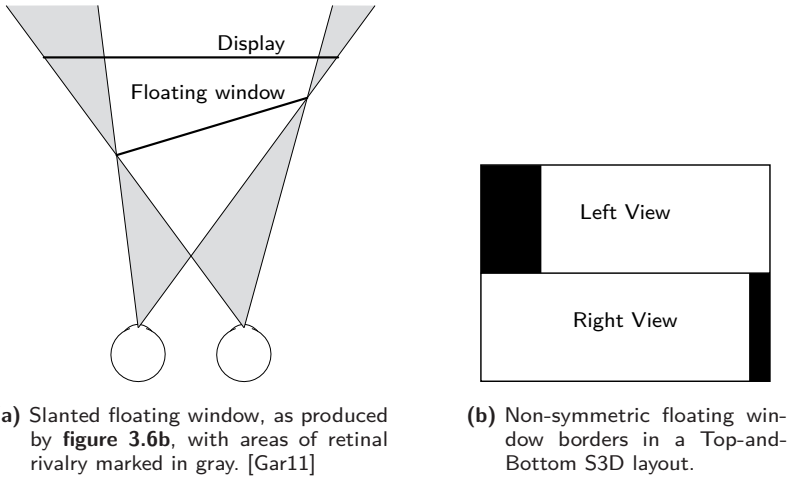 Display
Floating window
Left View
Right View
a) Slanted floating window, as produced
by figure 3.6b, with areas of retinal
rivalry marked in gray. [Gar11]
(b) Non-symmetric floating win-
dow borders in a Top-and-
Bottom S3D layout.